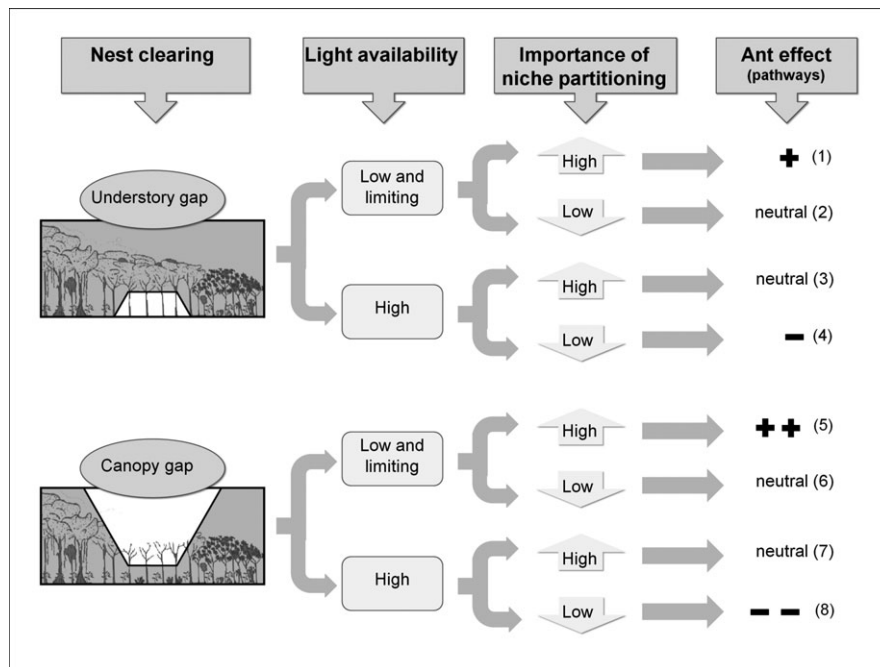 Nest clearing
Light availability
Importance of
niche partitioning
Ant effect
(pathways)
Understory gap
Low and
limiting
High
+ (1)
Low
neutral (2)
High
High
neutral (3)
Low
- (4)
Canopy gap
Low and
limiting
High
++ (5)
Low
neutral (6)
High
High
neutral (7)
Low
-- (8)